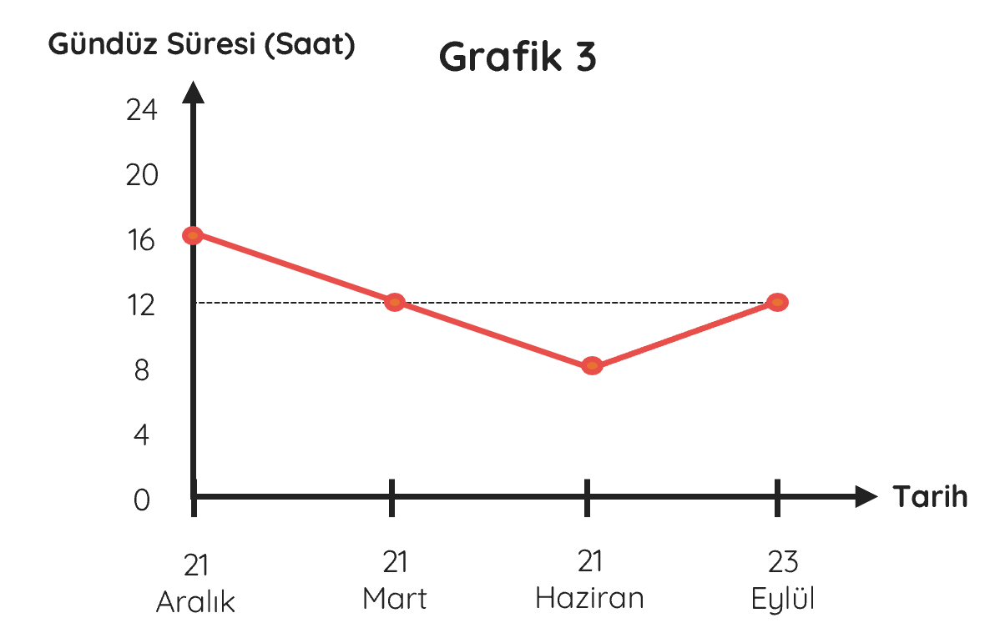 Gündüz Süresi (Saat)
Grafik 3
24
20
16
12
8
4
0
Tarih
21 Aralık
21 Mart
21 Haziran
23 Eylül